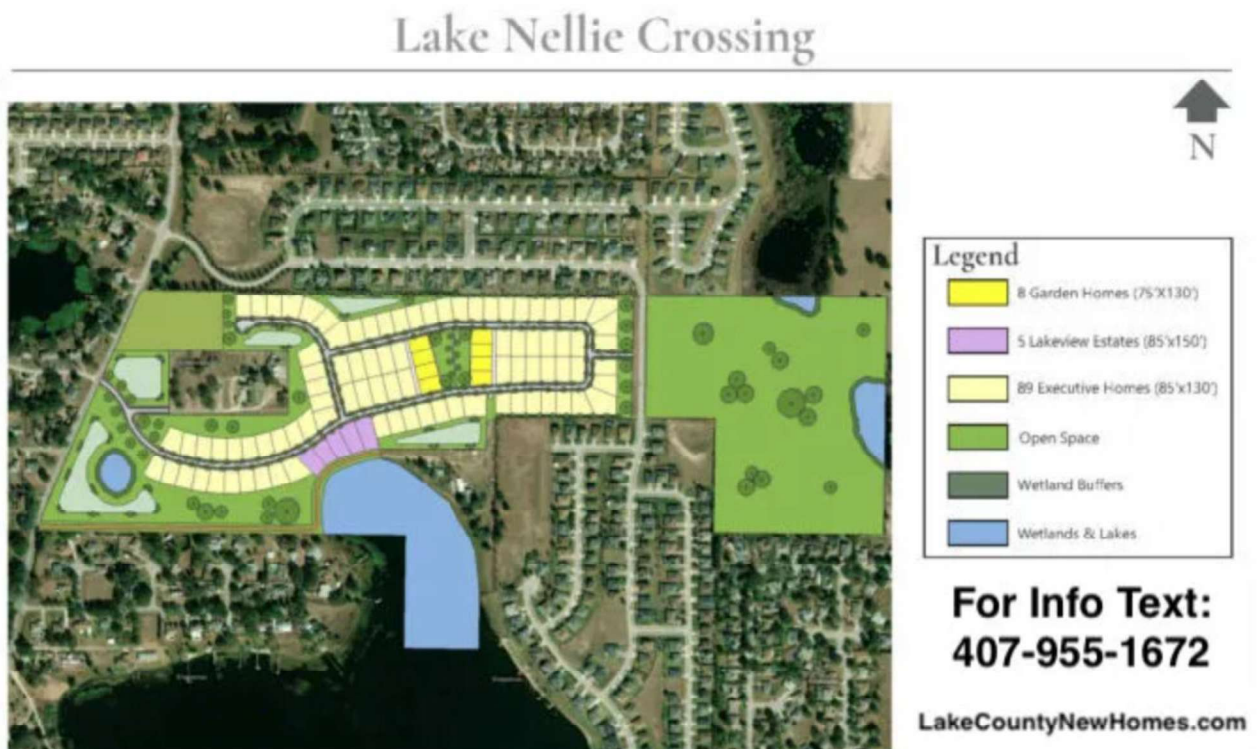 Lake Nellie Crossing
N
Legend
8 Garden Homes (75'X130')
5 Lakeview Estates (85'x150')
89 Executive Homes (85'x130')
Open Space
Wetland Buffers
Wetlands & Lakes
For Info Text:
407-955-1672
LakeCountyNewHomes.com